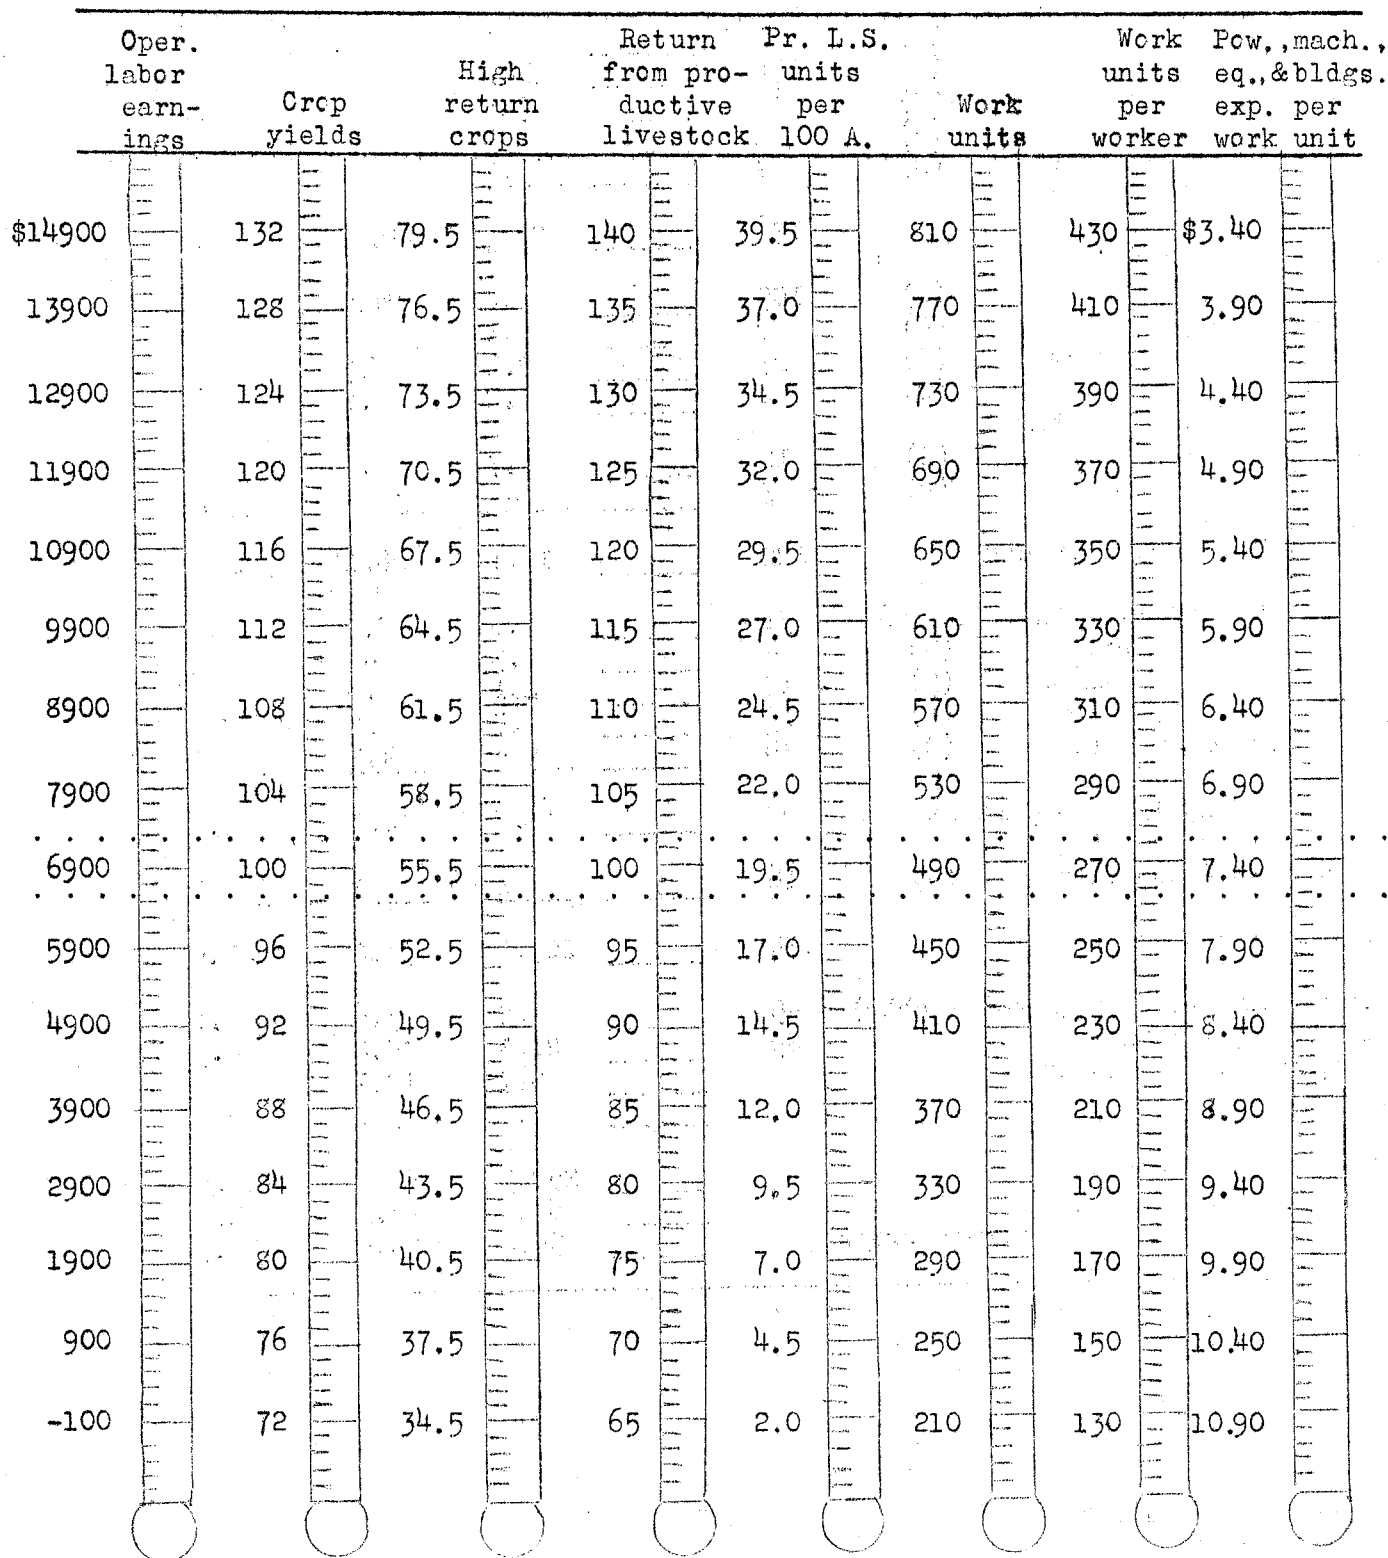 Oper. Return Pr. L.S. Work Pow., mach.,
labor High from pro- units units eq., & bldgs.
earn- Crop return ductive per Work per exp. per
ings yields crops livestock 100 A. units worker work unit
$14900 132 79.5 140 39.5 810 430 $3.40
13900 128 76.5 135 37.0 770 410 3.90
12900 124 73.5 130 34.5 730 390 4.40
11900 120 70.5 125 32.0 690 370 4.90
10900 116 67.5 120 29.5 650 350 5.40
9900 112 64.5 115 27.0 610 330 5.90
8900 108 61.5 110 24.5 570 310 6.40
7900 104 58.5 105 22.0 530 290 6.90
6900 100 55.5 100 19.5 490 270 7.40
5900 96 52.5 95 17.0 450 250 7.90
4900 92 49.5 90 14.5 410 230 8.40
3900 88 46.5 85 12.0 370 210 8.90
2900 84 43.5 80 9.5 330 190 9.40
1900 80 40.5 75 7.0 290 170 9.90
900 76 37.5 70 4.5 250 150 10.40
-100 72 34.5 65 2.0 210 130 10.90